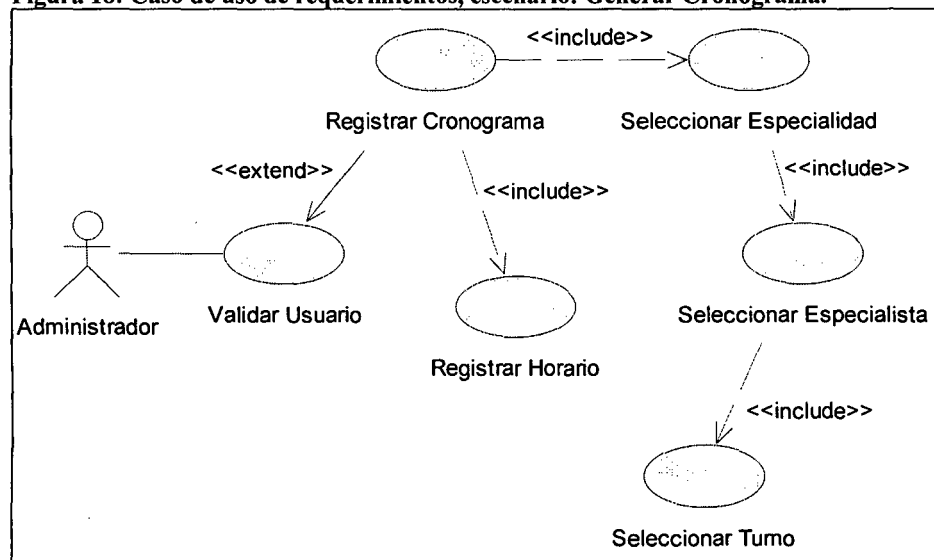 Figura 18: Caso de uso de requerimientos, escenario: Generar Cronograma.
<<include>>
Registrar Cronograma
Seleccionar Especialidad
<<extend>>
<<include>>
<<include>>
Administrador
Validar Usuario
Seleccionar Especialista
Registrar Horario
<<include>>
Seleccionar Turno